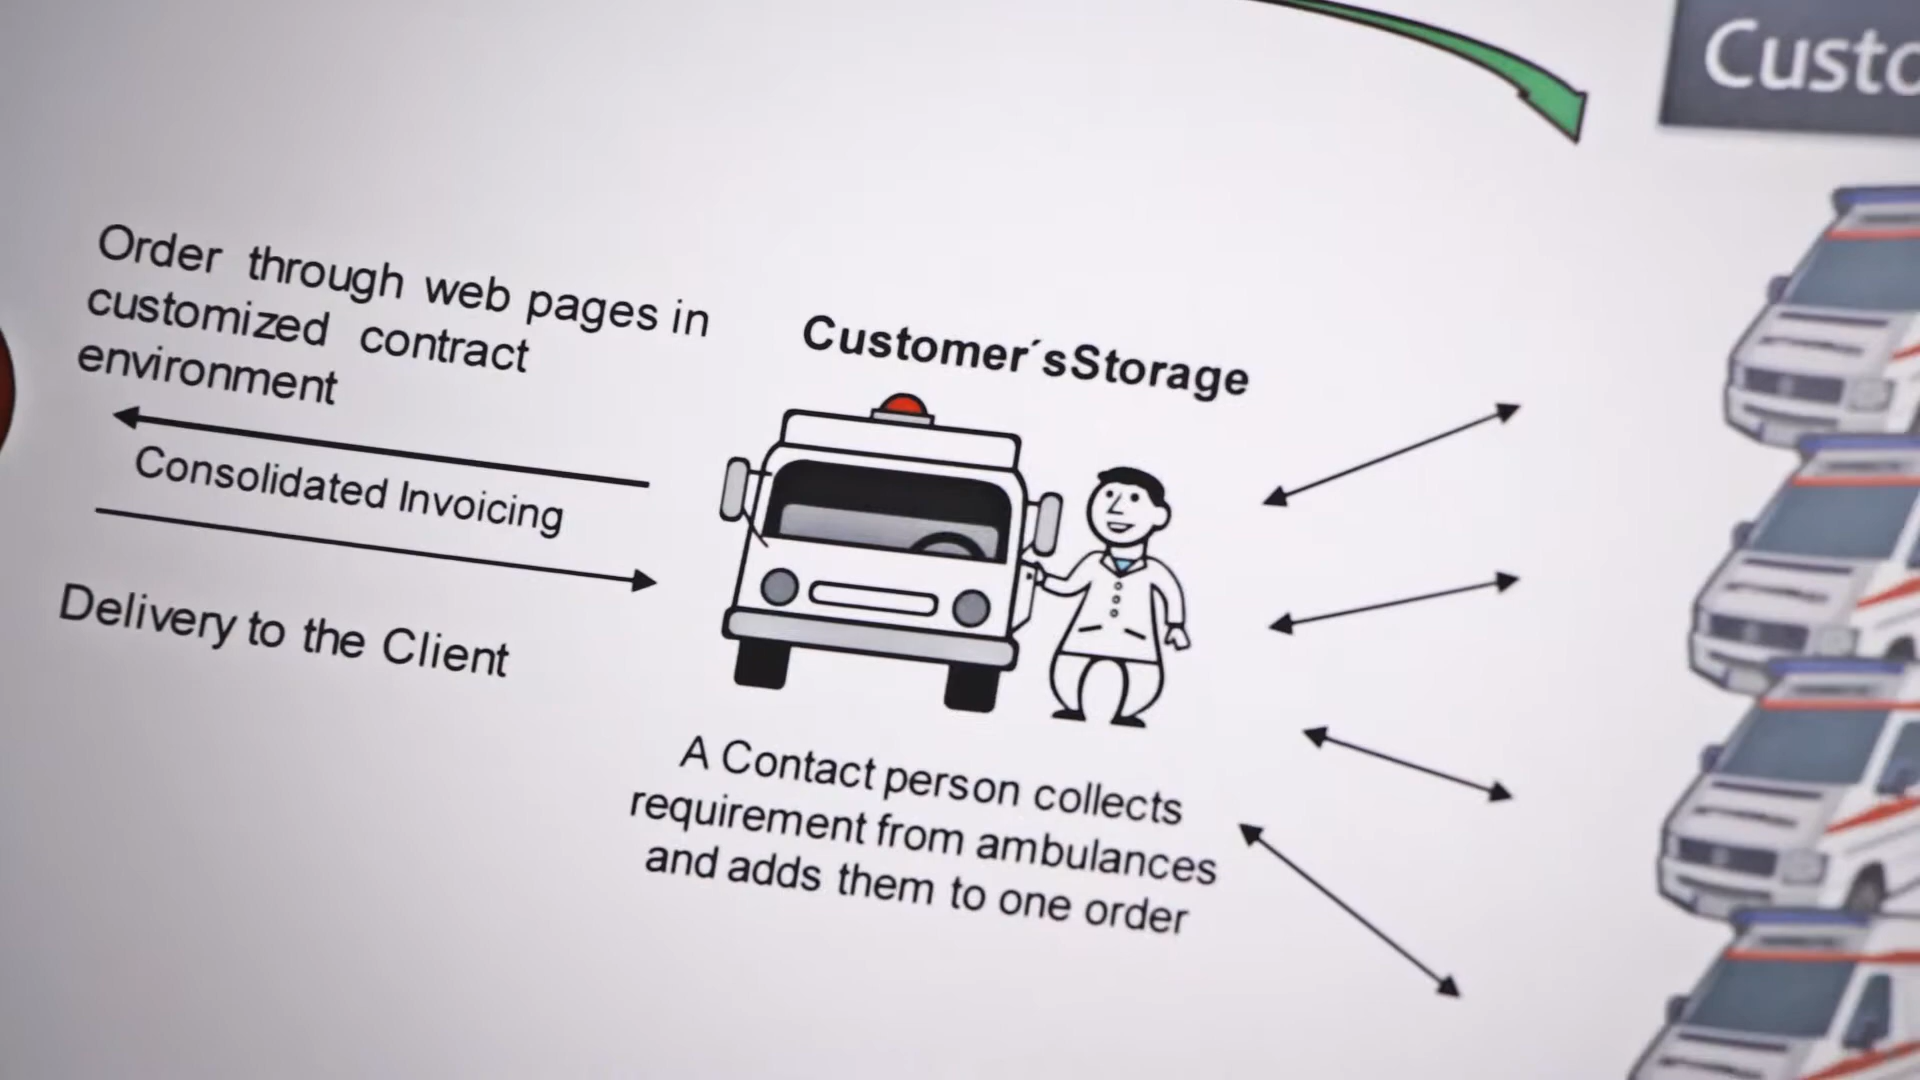 Custo
Order through web pages in
customized contract
environment
Consolidated Invoicing
Delivery to the Client
Customer´sStorage
A Contact person collects
requirement from ambulances
and adds them to one order